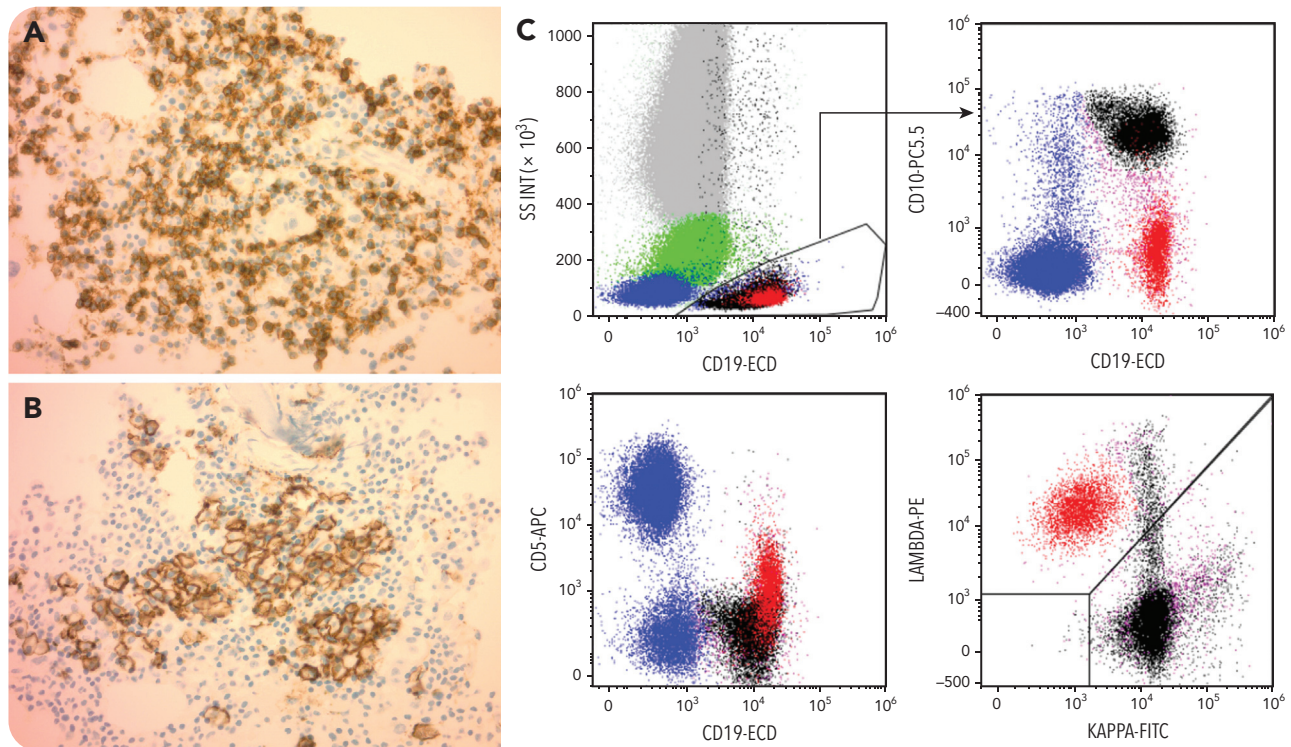 A
B
C
1000
800
600
400
200
0
SS INT (× 10³)
0 10³ 10⁴ 10⁵ 10⁶
CD19-ECD
10⁶
10⁵
10⁴
10³
0
−400
CD10-PC5.5
0 10³ 10⁴ 10⁵ 10⁶
CD19-ECD
10⁶
10⁵
10⁴
10³
0
CD5-APC
0 10³ 10⁴ 10⁵ 10⁶
CD19-ECD
10⁶
10⁵
10⁴
10³
0
−500
LAMBDA-PE
0 10³ 10⁴ 10⁵ 10⁶
KAPPA-FITC